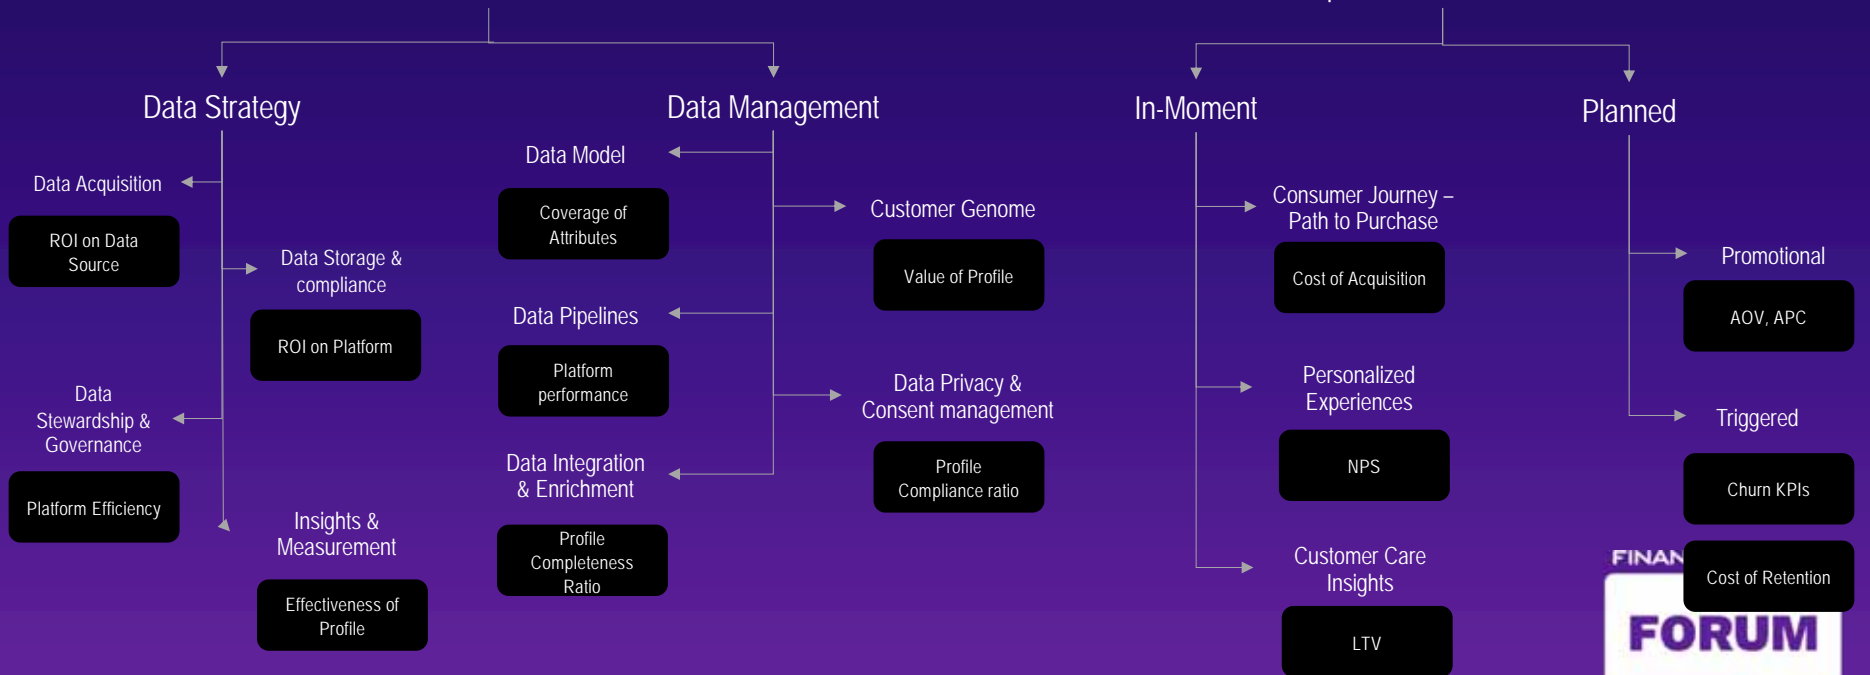 Data Strategy
Data Acquisition
ROI on Data
Source
Data Storage &
compliance
ROI on Platform
Data
Stewardship &
Governance
Platform Efficiency
Insights &
Measurement
Effectiveness of
Profile
Data Management
Data Model
Coverage of
Attributes
Customer Genome
Value of Profile
Data Pipelines
Platform
performance
Data Privacy &
Consent management
Profile
Compliance ratio
Data Integration
& Enrichment
Profile
Completeness
Ratio
In-Moment
Consumer Journey –
Path to Purchase
Cost of Acquisition
Personalized
Experiences
NPS
Customer Care
Insights
LTV
Planned
Promotional
AOV, APC
Triggered
Churn KPIs
Cost of Retention
FORUM